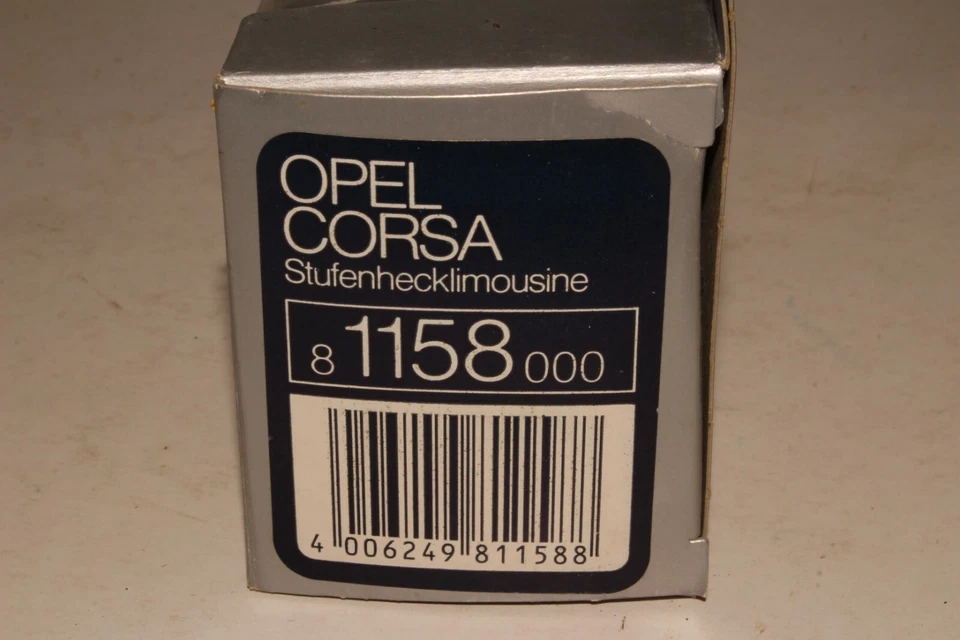 OPEL
CORSA
Stufenhecklimousine
8 1158 000
4 006249 811588